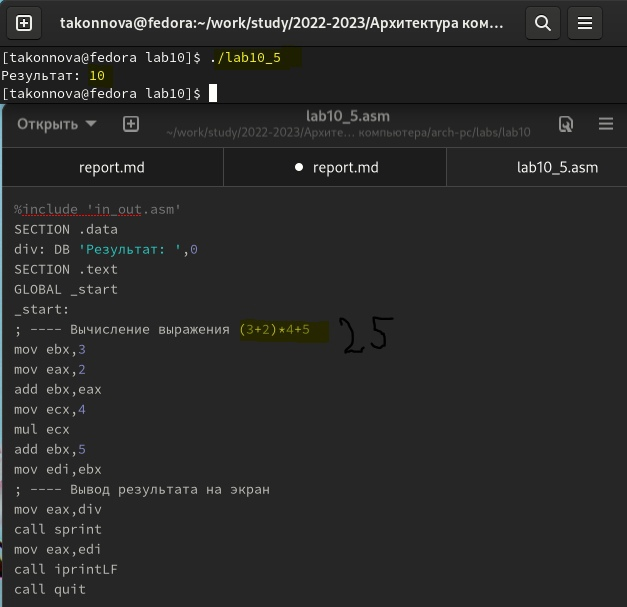 takonnova@fedora:~/work/study/2022-2023/Архитектура ком...
[takonnova@fedora lab10]$ ./lab10_5
Результат: 10
[takonnova@fedora lab10]$
Открыть
lab10_5.asm
~/work/study/2022-2023/Архите... компьютера/arch-pc/labs/lab10
report.md
report.md
lab10_5.asm
%include 'in_out.asm'
SECTION .data
div: DB 'Результат: ',0
SECTION .text
GLOBAL _start
_start:
; ---- Вычисление выражения (3+2)*4+5
25
mov ebx,3
mov eax,2
add ebx,eax
mov ecx,4
mul ecx
add ebx,5
mov edi,ebx
; ---- Вывод результата на экран
mov eax,div
call sprint
mov eax,edi
call iprintLF
call quit